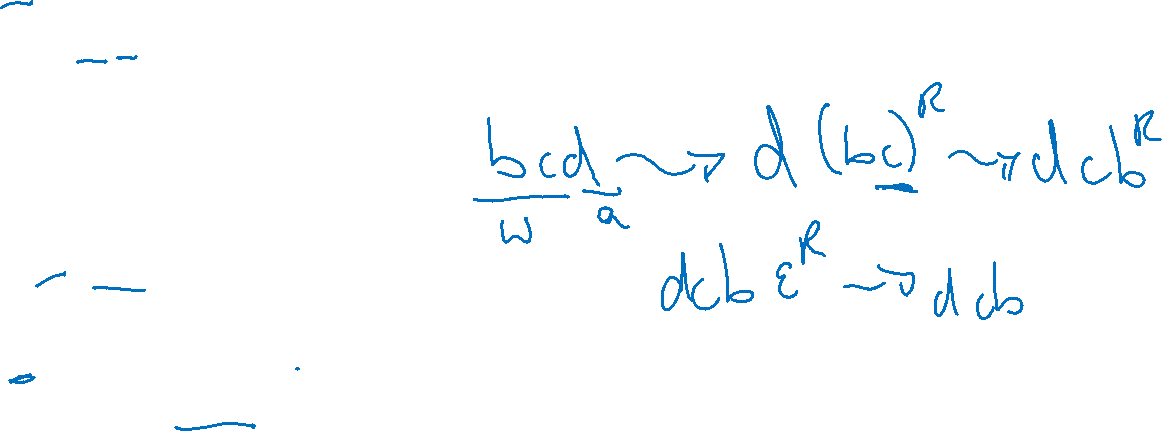 bcd ⤳ d (bc)^R ⤳ dcb^R
w a
dcb ε^R ⤳ dcb